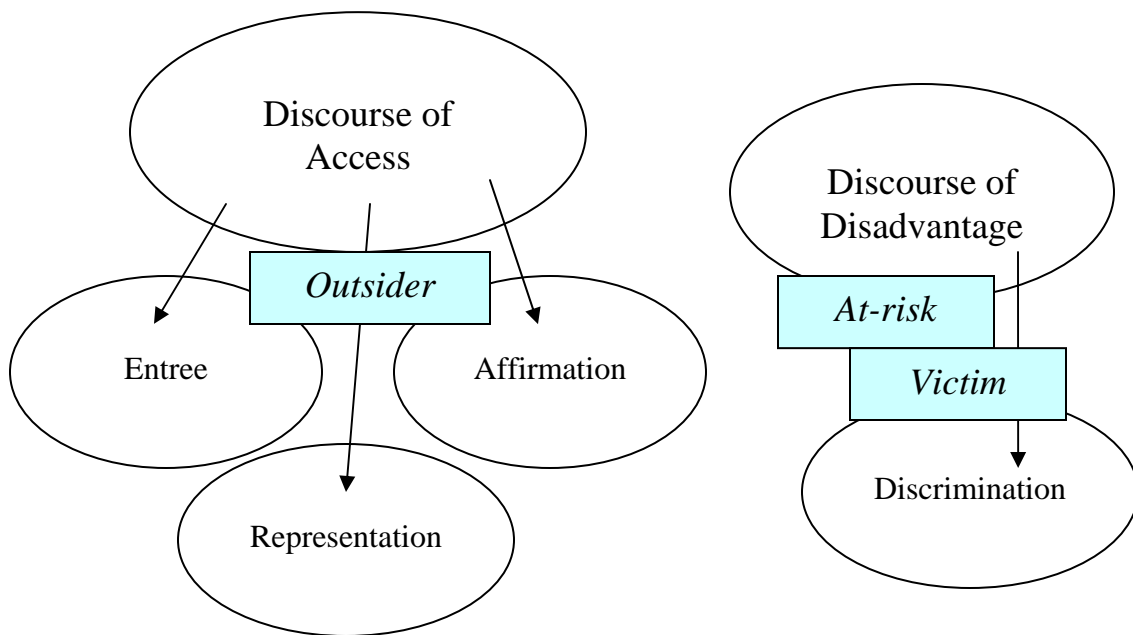 Discourse of
Access
Outsider
Entree
Affirmation
Representation
Discourse of
Disadvantage
At-risk
Victim
Discrimination